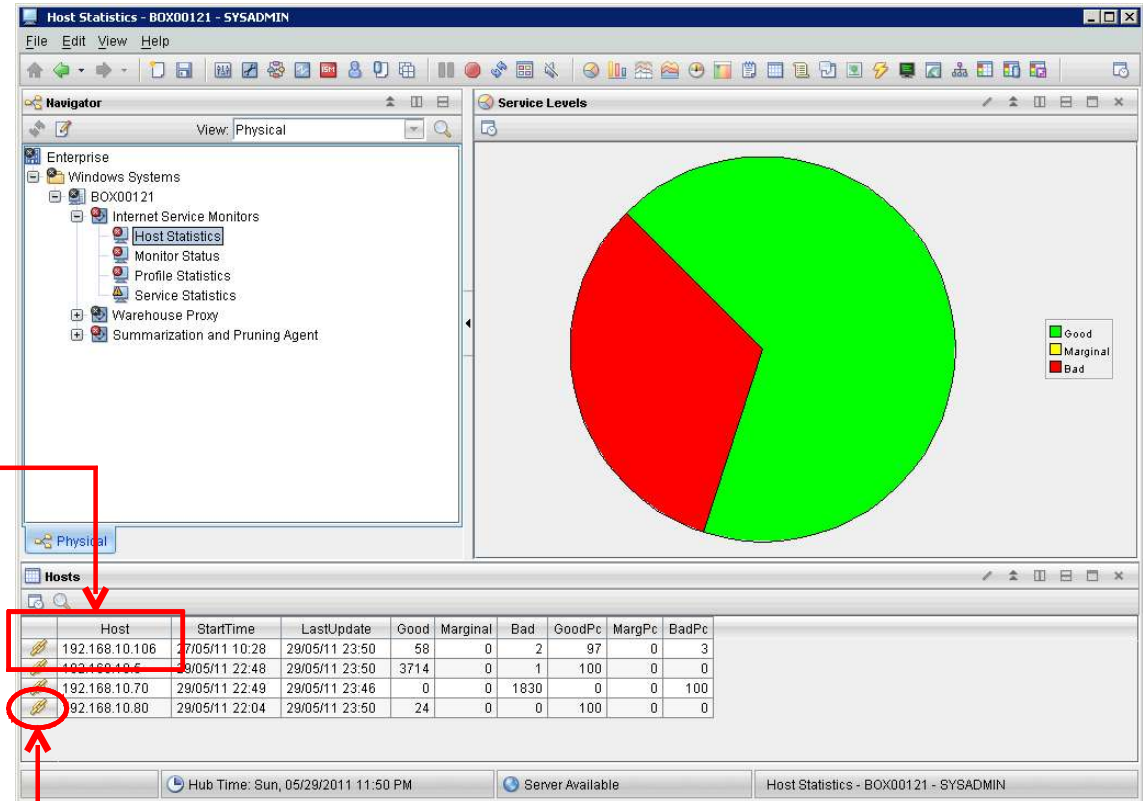 Host Statistics - BOX00121 - SYSADMIN
File Edit View Help
Navigator
View: Physical
Enterprise
Windows Systems
BOX00121
Internet Service Monitors
Host Statistics
Monitor Status
Profile Statistics
Service Statistics
Warehouse Proxy
Summarization and Pruning Agent
Physical
Service Levels
Good
Marginal
Bad
Hosts
Host StartTime LastUpdate Good Marginal Bad GoodPc MargPc BadPc
192.168.10.106 27/05/11 10:28 29/05/11 23:50 58 0 2 97 0 3
29/05/11 22:48 29/05/11 23:50 3714 0 1 100 0 0
192.168.10.70 29/05/11 22:49 29/05/11 23:46 0 0 1830 0 0 100
192.168.10.80 29/05/11 22:04 29/05/11 23:50 24 0 0 100 0 0
Hub Time: Sun, 05/29/2011 11:50 PM
Server Available
Host Statistics - BOX00121 - SYSADMIN